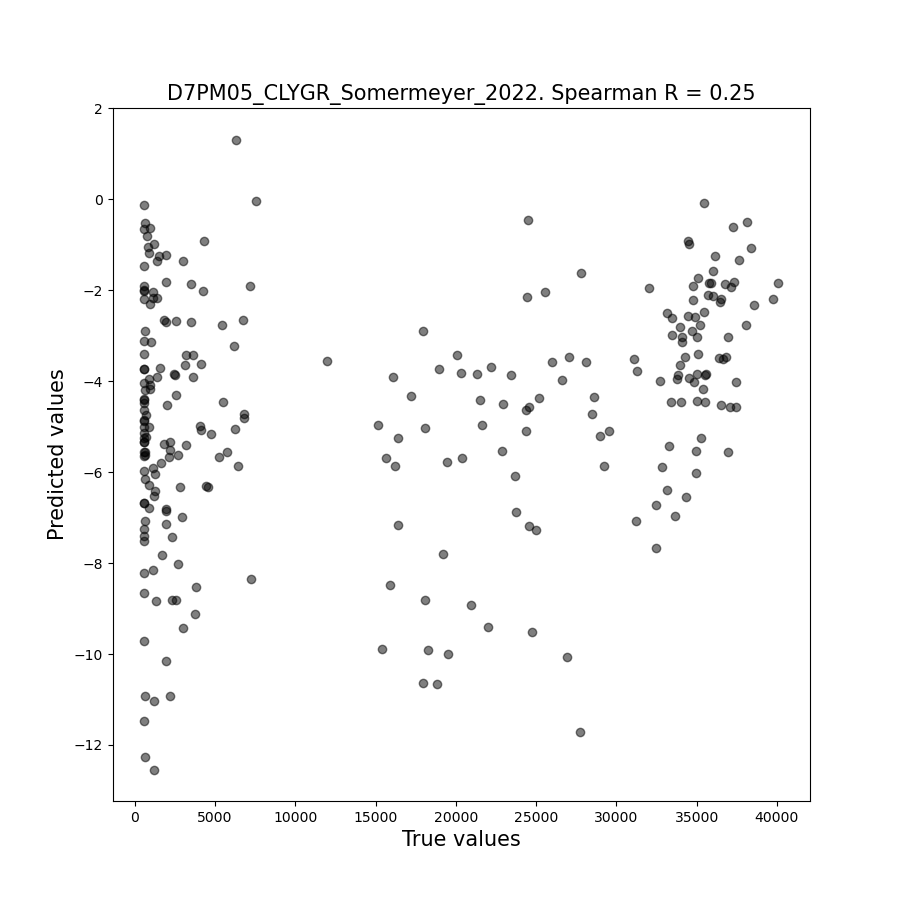 D7PM05_CLYGR_Somermeyer_2022. Spearman R = 0.25
2
0
−2
−4
−6
−8
−10
−12
Predicted values
0 5000 10000 15000 20000 25000 30000 35000 40000
True values